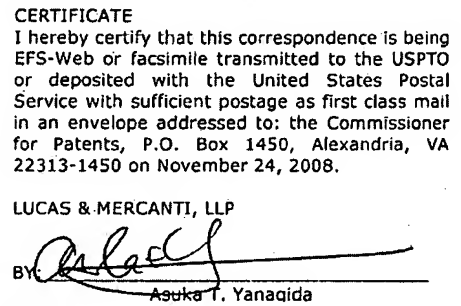 CERTIFICATE
I hereby certify that this correspondence is being
EFS-Web or facsimile transmitted to the USPTO
or deposited with the United States Postal
Service with sufficient postage as first class mail
in an envelope addressed to: the Commissioner
for Patents, P.O. Box 1450, Alexandria, VA
22313-1450 on November 24, 2008.
LUCAS & MERCANTI, LLP
BY:
Asuka T. Yanagida